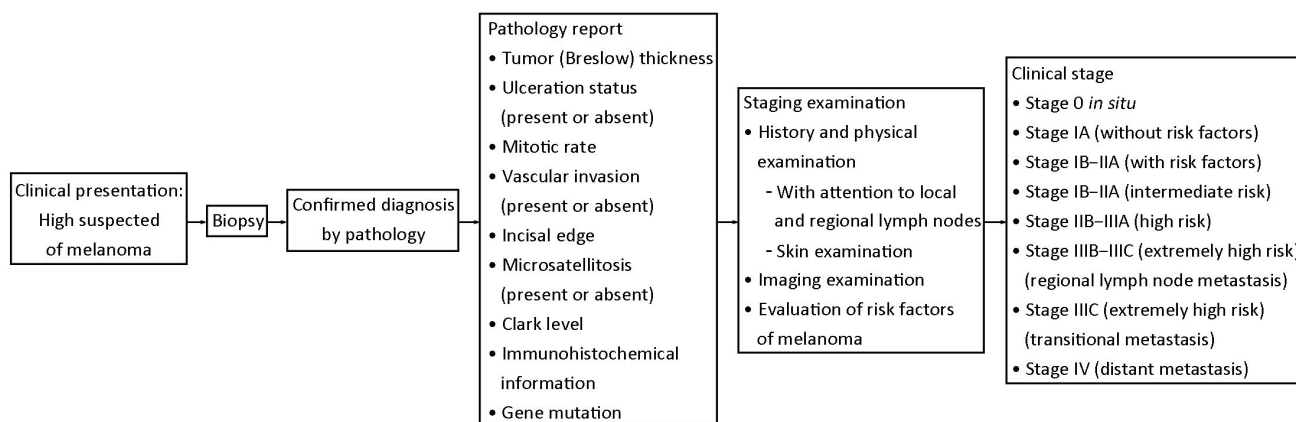 Clinical presentation:
High suspected
of melanoma
Biopsy
Confirmed diagnosis
by pathology
Pathology report
• Tumor (Breslow) thickness
• Ulceration status
(present or absent)
• Mitotic rate
• Vascular invasion
(present or absent)
• Incisal edge
• Microsatellitosis
(present or absent)
• Clark level
• Immunohistochemical
information
• Gene mutation
Staging examination
• History and physical
examination
- With attention to local
and regional lymph nodes
- Skin examination
• Imaging examination
• Evaluation of risk factors
of melanoma
Clinical stage
• Stage 0 in situ
• Stage IA (without risk factors)
• Stage IB–IIA (with risk factors)
• Stage IB–IIA (intermediate risk)
• Stage IIB–IIIA (high risk)
• Stage IIIB–IIIC (extremely high risk)
(regional lymph node metastasis)
• Stage IIIC (extremely high risk)
(transitional metastasis)
• Stage IV (distant metastasis)